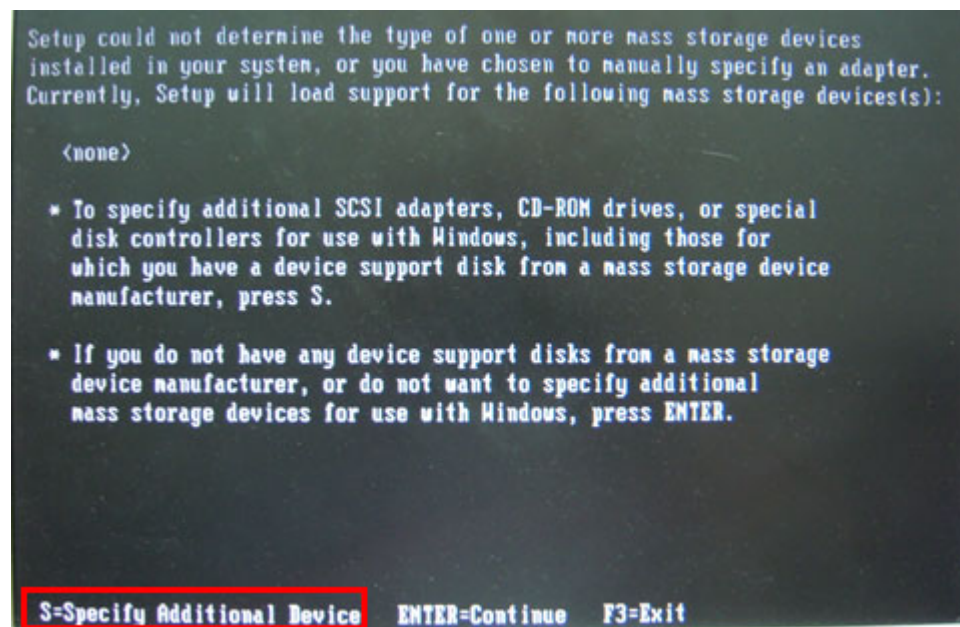 Setup could not determine the type of one or more mass storage devices
installed in your system, or you have chosen to manually specify an adapter.
Currently, Setup will load support for the following mass storage devices(s):
<none>
* To specify additional SCSI adapters, CD-ROM drives, or special
disk controllers for use with Windows, including those for
which you have a device support disk from a mass storage device
manufacturer, press S.
* If you do not have any device support disks from a mass storage
device manufacturer, or do not want to specify additional
mass storage devices for use with Windows, press ENTER.
S=Specify Additional Device ENTER=Continue F3=Exit